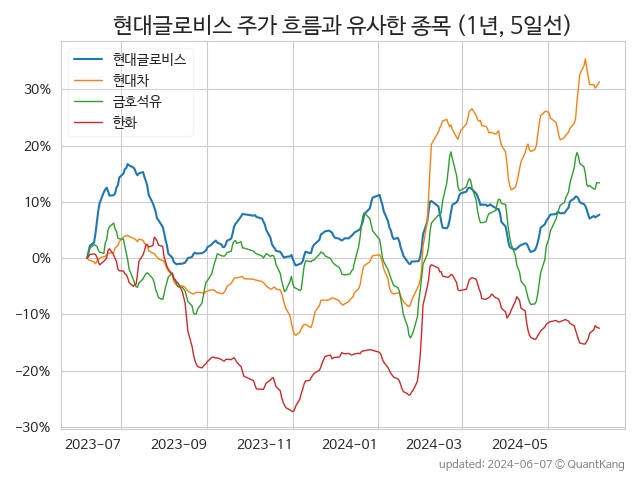 현대글로비스 주가 흐름과 유사한 종목 (1년, 5일선)
현대글로비스
현대차
금호석유
한화
30%
20%
10%
0%
−10%
−20%
−30%
2023-07 2023-09 2023-11 2024-01 2024-03 2024-05
updated: 2024-06-07 © QuantKang